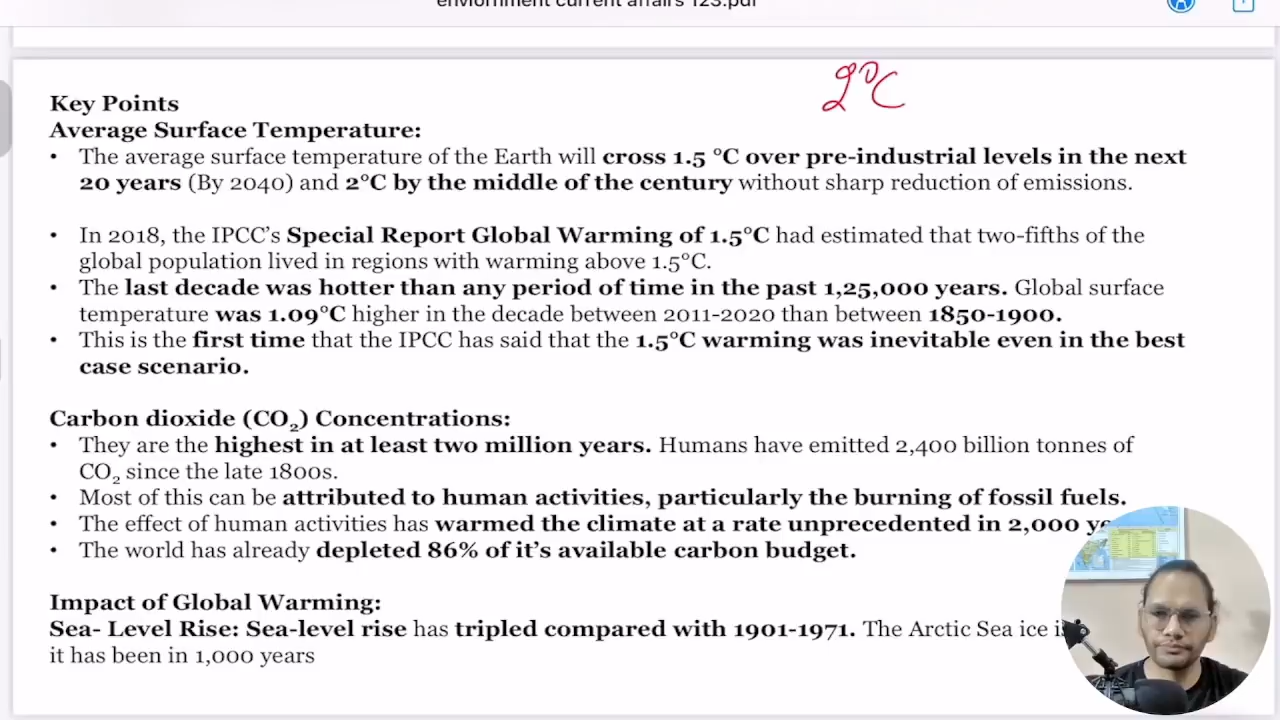 enviornment current affairs 123.pdf
2°C
Key Points
Average Surface Temperature:
• The average surface temperature of the Earth will cross 1.5 °C over pre-industrial levels in the next
20 years (By 2040) and 2°C by the middle of the century without sharp reduction of emissions.
• In 2018, the IPCC's Special Report Global Warming of 1.5°C had estimated that two-fifths of the
global population lived in regions with warming above 1.5°C.
• The last decade was hotter than any period of time in the past 1,25,000 years. Global surface
temperature was 1.09°C higher in the decade between 2011-2020 than between 1850-1900.
• This is the first time that the IPCC has said that the 1.5°C warming was inevitable even in the best
case scenario.
Carbon dioxide (CO₂) Concentrations:
• They are the highest in at least two million years. Humans have emitted 2,400 billion tonnes of
CO₂ since the late 1800s.
• Most of this can be attributed to human activities, particularly the burning of fossil fuels.
• The effect of human activities has warmed the climate at a rate unprecedented in 2,000
• The world has already depleted 86% of it's available carbon budget.
Impact of Global Warming:
Sea- Level Rise: Sea-level rise has tripled compared with 1901-1971. The Arctic Sea ice
it has been in 1,000 years